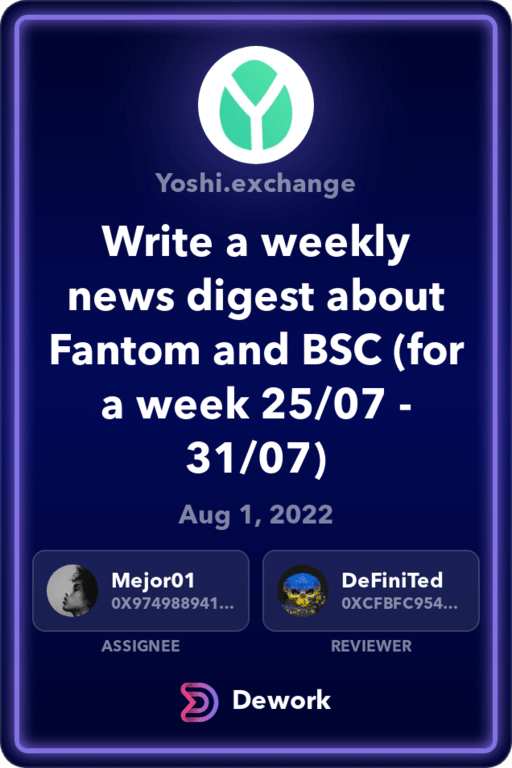 Yoshi.exchange
Write a weekly
news digest about
Fantom and BSC (for
a week 25/07 -
31/07)
Aug 1, 2022
Mejor01
0X974988941...
ASSIGNEE
DeFiniTed
0XCFBFC954...
REVIEWER
Dework